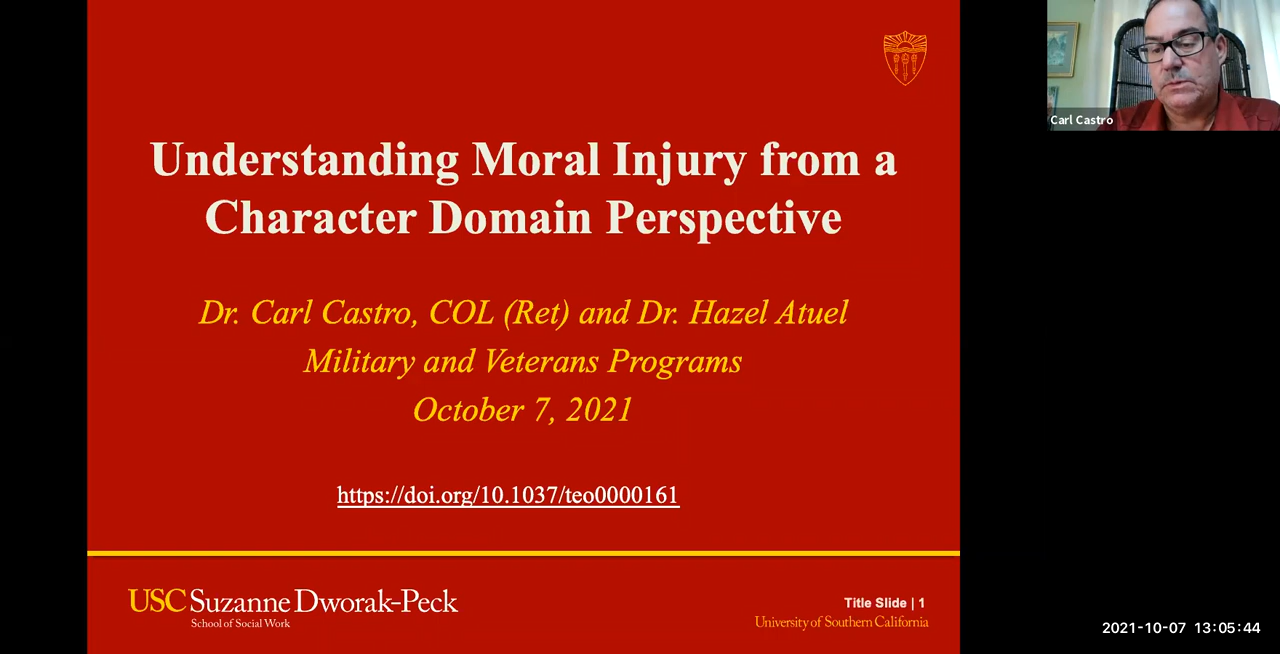 Understanding Moral Injury from a
Character Domain Perspective
Dr. Carl Castro, COL (Ret) and Dr. Hazel Atuel
Military and Veterans Programs
October 7, 2021
https://doi.org/10.1037/teo0000161
USC Suzanne Dworak-Peck
School of Social Work
Title Slide | 1
University of Southern California
Carl Castro
2021-10-07 13:05:44